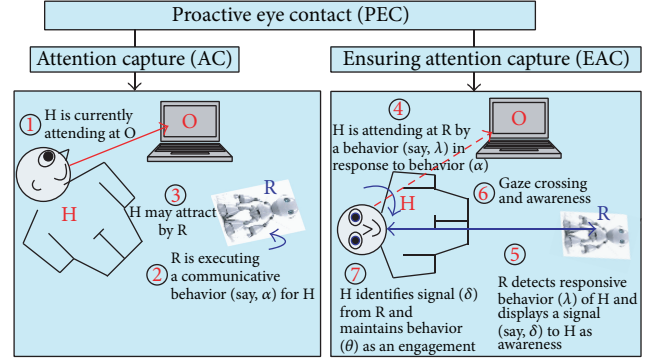 Proactive eye contact (PEC)
Attention capture (AC)
Ensuring attention capture (EAC)
1
H is currently
attending at O
O
H
3
H may attract
by R
R
2
R is executing
a communicative
behavior (say, α) for H
4
H is attending at R by
a behavior (say, λ) in
response to behavior (α)
O
H
6
Gaze crossing
and awareness
R
7
H identifies signal (δ)
from R and
maintains behavior
(θ) as an engagement
5
R detects responsive
behavior (λ) of H and
displays a signal
(say, δ) to H as
awareness